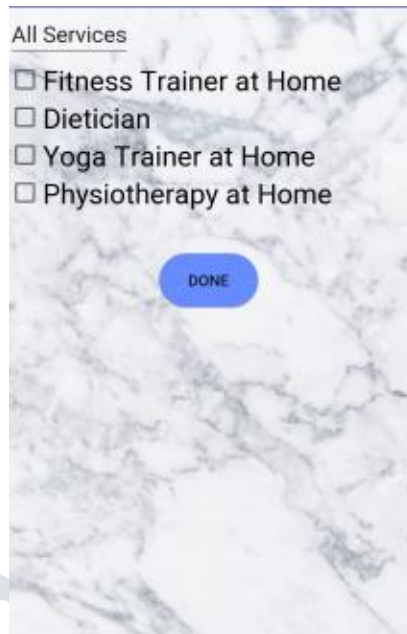 All Services
Fitness Trainer at Home
Dietician
Yoga Trainer at Home
Physiotherapy at Home
DONE